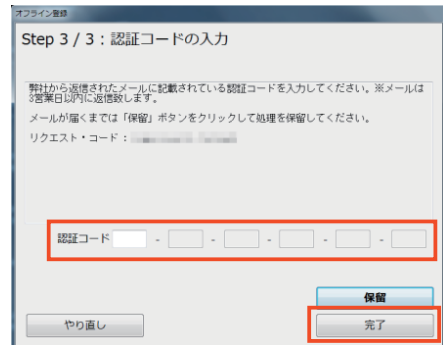 オフライン登録
Step 3 / 3：認証コードの入力
弊社から返信されたメールに記載されている認証コードを入力してください。※メールは
3営業日以内に返信致します。
メールが届くまでは「保留」ボタンをクリックして処理を保留してください。
リクエスト・コード：
認証コード - - - - -
保留
やり直し 完了